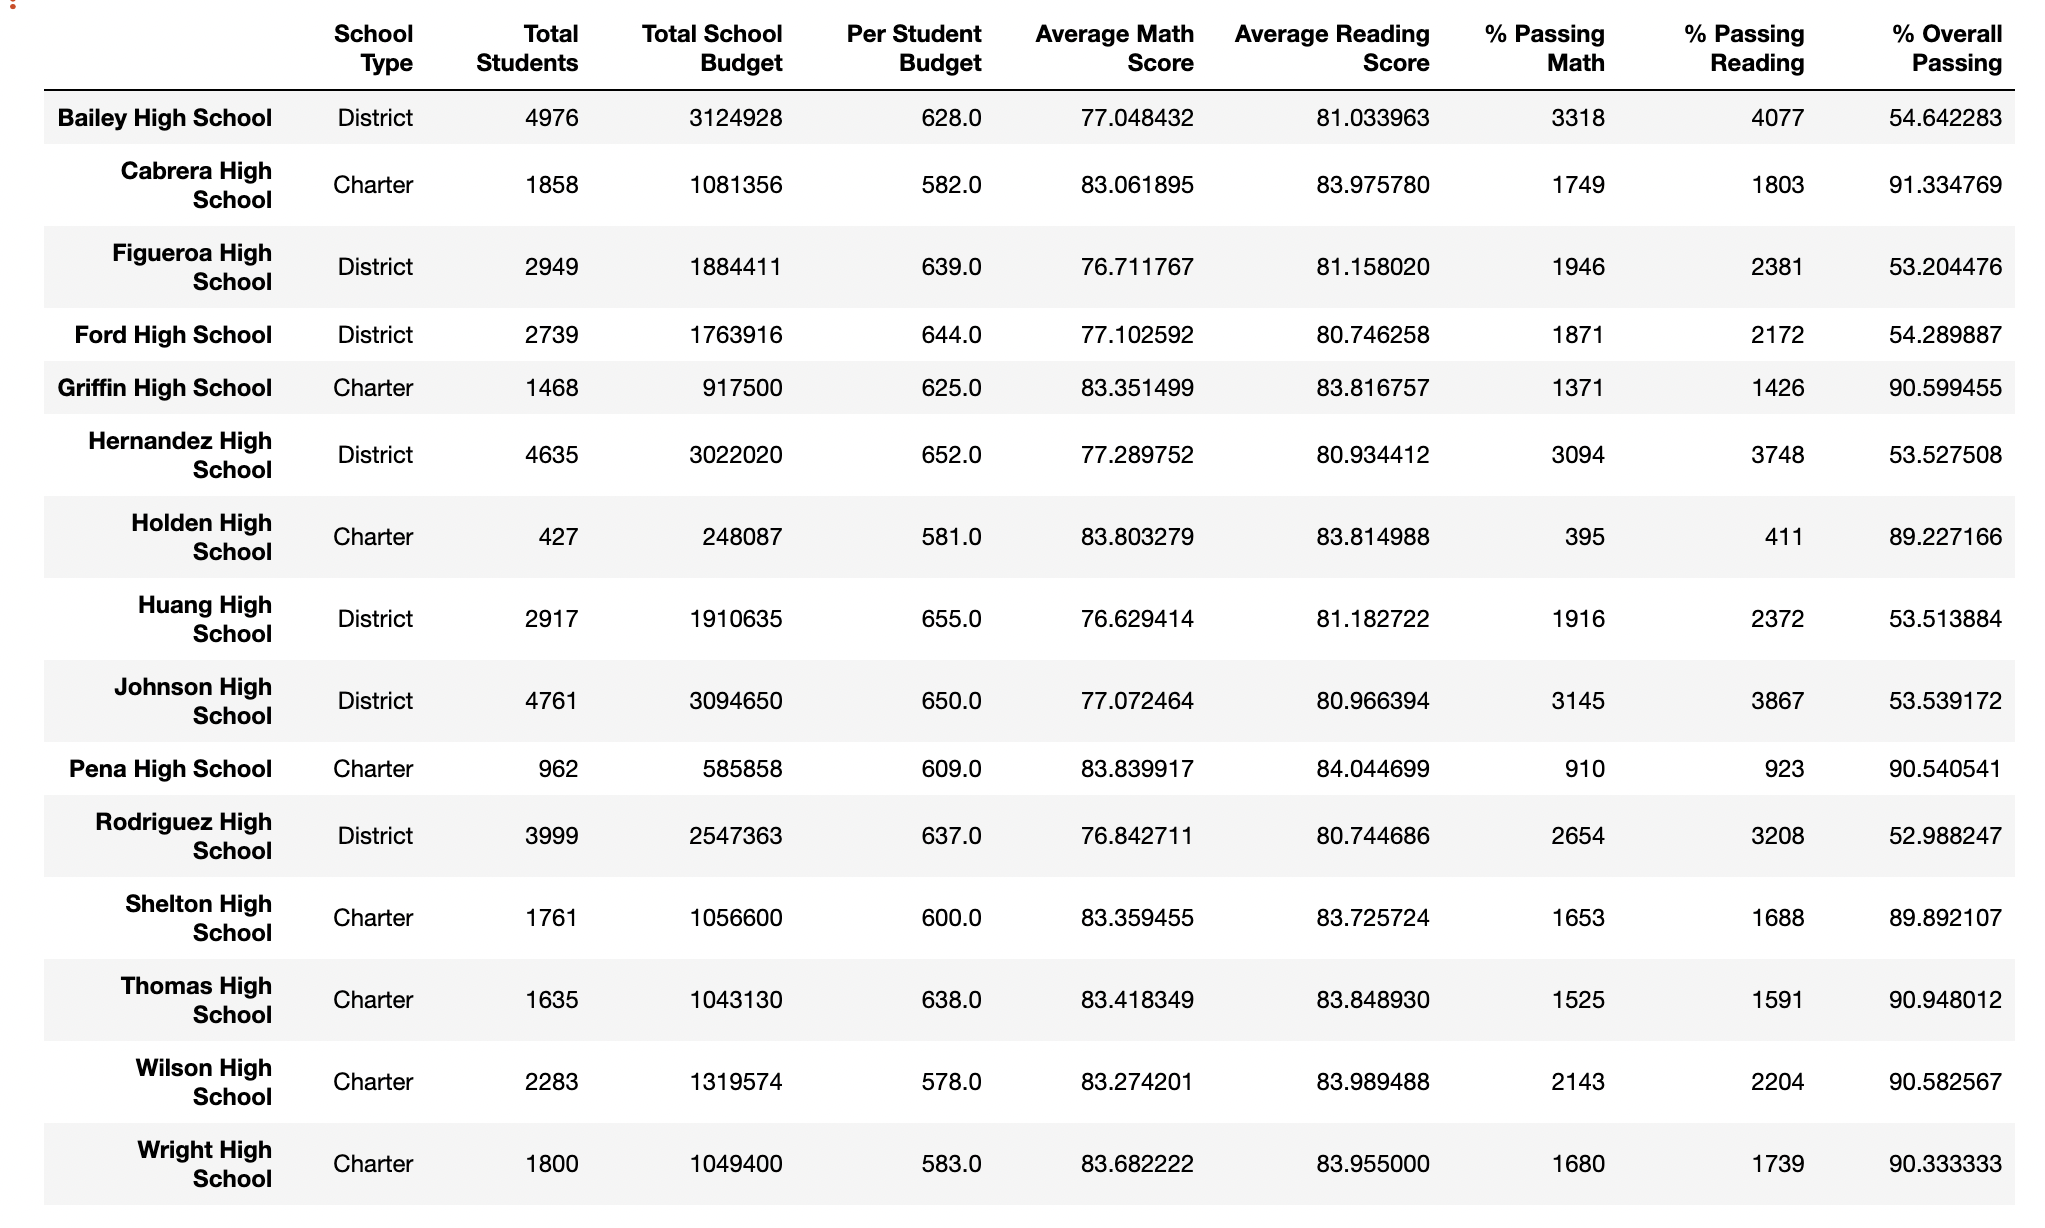 School Type Total Students Total School Budget Per Student Budget Average Math Score Average Reading Score % Passing Math % Passing Reading % Overall Passing
Bailey High School District 4976 3124928 628.0 77.048432 81.033963 3318 4077 54.642283
Cabrera High School Charter 1858 1081356 582.0 83.061895 83.975780 1749 1803 91.334769
Figueroa High School District 2949 1884411 639.0 76.711767 81.158020 1946 2381 53.204476
Ford High School District 2739 1763916 644.0 77.102592 80.746258 1871 2172 54.289887
Griffin High School Charter 1468 917500 625.0 83.351499 83.816757 1371 1426 90.599455
Hernandez High School District 4635 3022020 652.0 77.289752 80.934412 3094 3748 53.527508
Holden High School Charter 427 248087 581.0 83.803279 83.814988 395 411 89.227166
Huang High School District 2917 1910635 655.0 76.629414 81.182722 1916 2372 53.513884
Johnson High School District 4761 3094650 650.0 77.072464 80.966394 3145 3867 53.539172
Pena High School Charter 962 585858 609.0 83.839917 84.044699 910 923 90.540541
Rodriguez High School District 3999 2547363 637.0 76.842711 80.744686 2654 3208 52.988247
Shelton High School Charter 1761 1056600 600.0 83.359455 83.725724 1653 1688 89.892107
Thomas High School Charter 1635 1043130 638.0 83.418349 83.848930 1525 1591 90.948012
Wilson High School Charter 2283 1319574 578.0 83.274201 83.989488 2143 2204 90.582567
Wright High School Charter 1800 1049400 583.0 83.682222 83.955000 1680 1739 90.333333